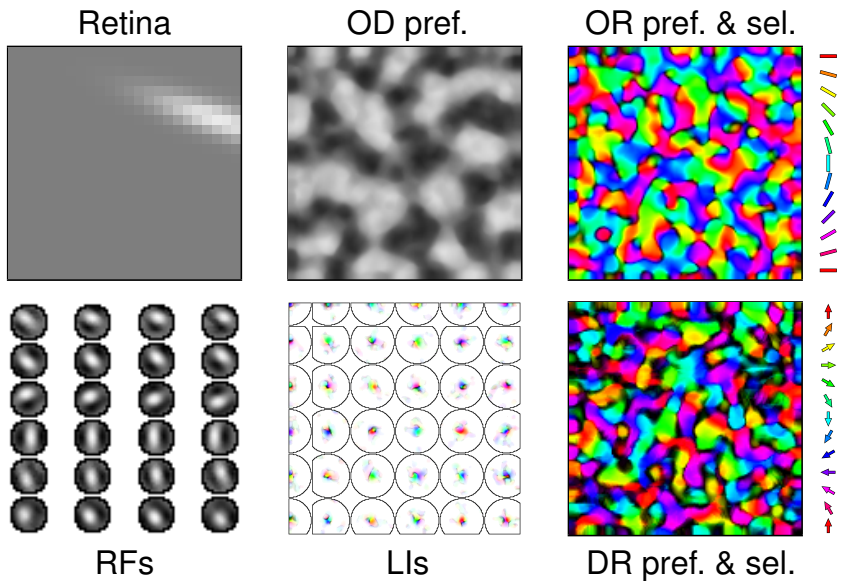 Retina
OD pref.
OR pref. & sel.
RFs
LIs
DR pref. & sel.